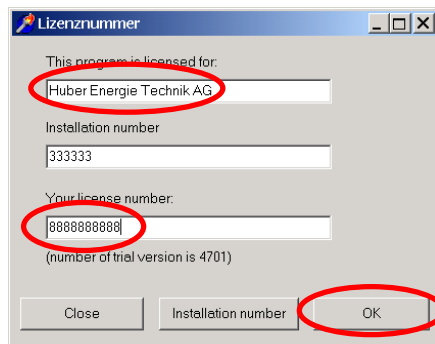 Lizenznummer
This program is licensed for:
Huber Energie Technik AG
Installation number
333333
Your license number:
8888888888
(number of trial version is 4701)
Close Installation number OK